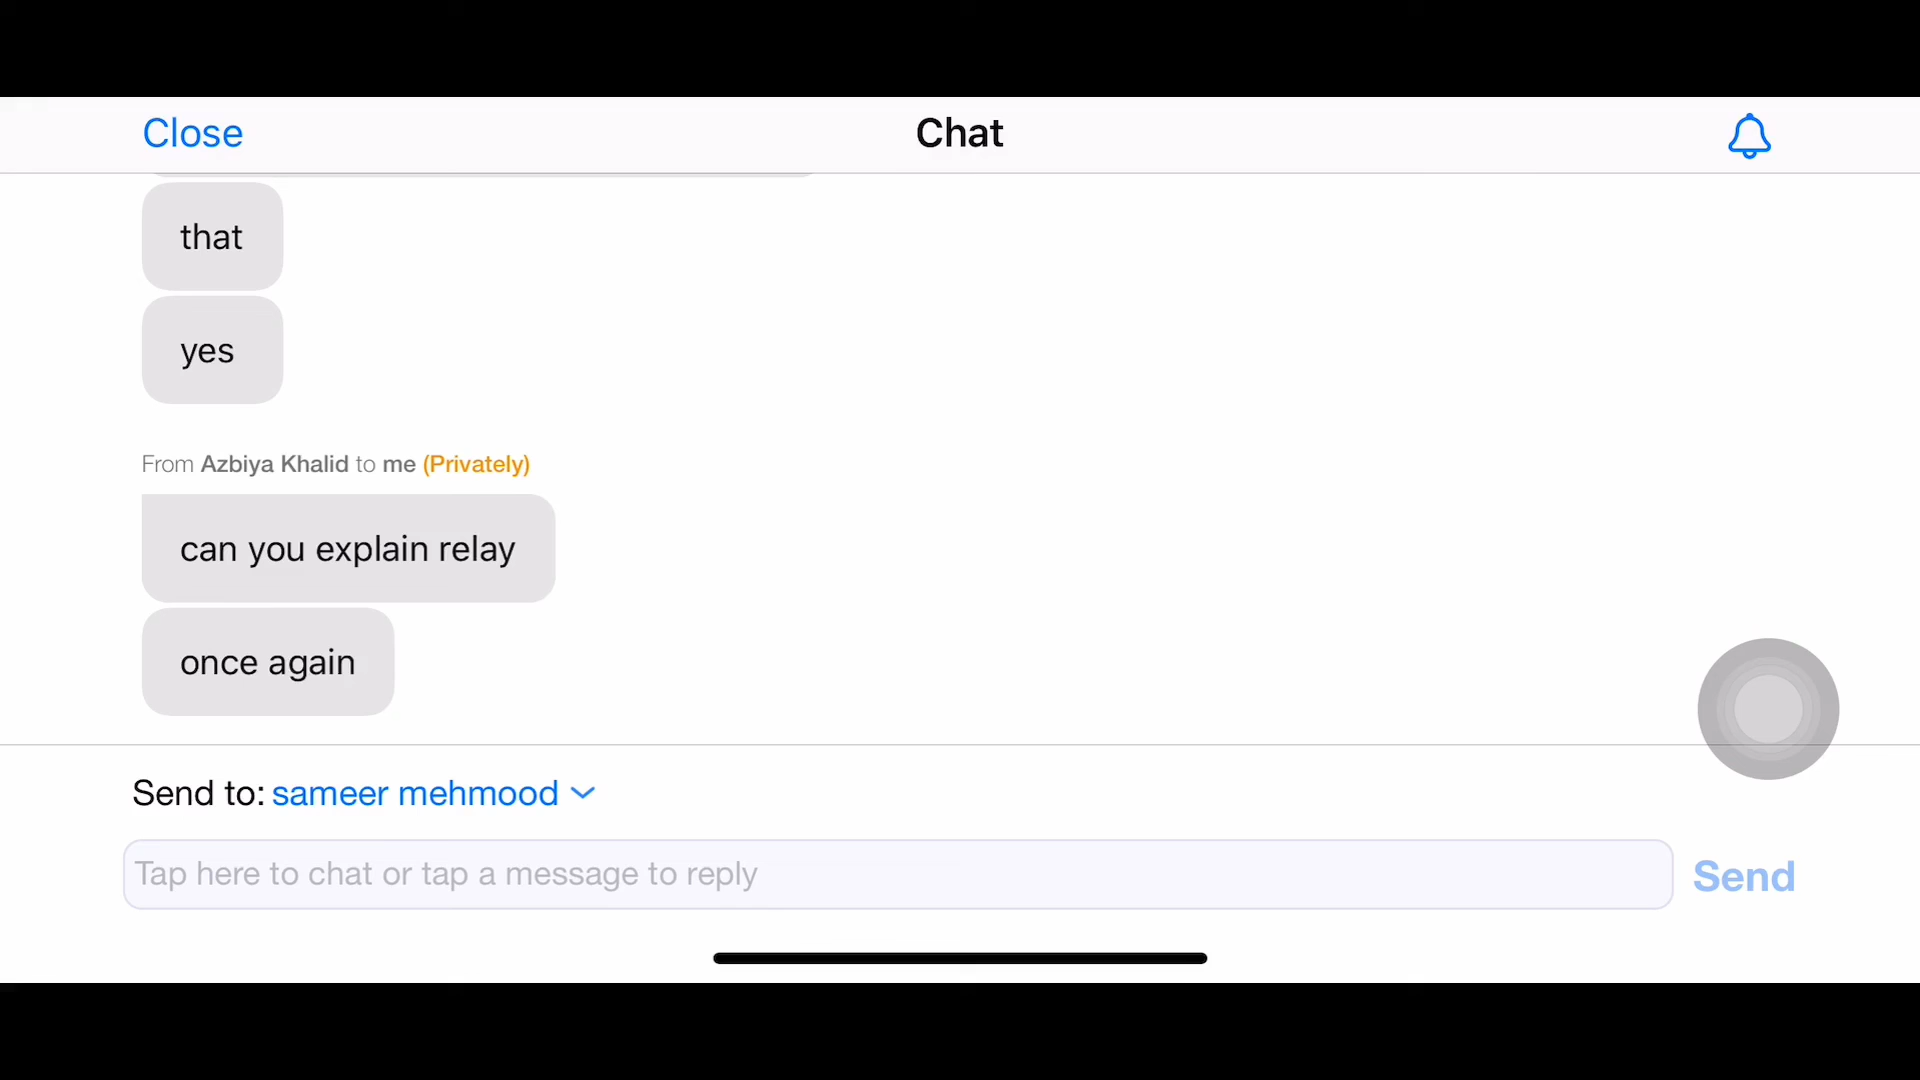 Close
Chat
that
yes
From Azbiya Khalid to me (Privately)
can you explain relay
once again
Send to: sameer mehmood
Tap here to chat or tap a message to reply
Send